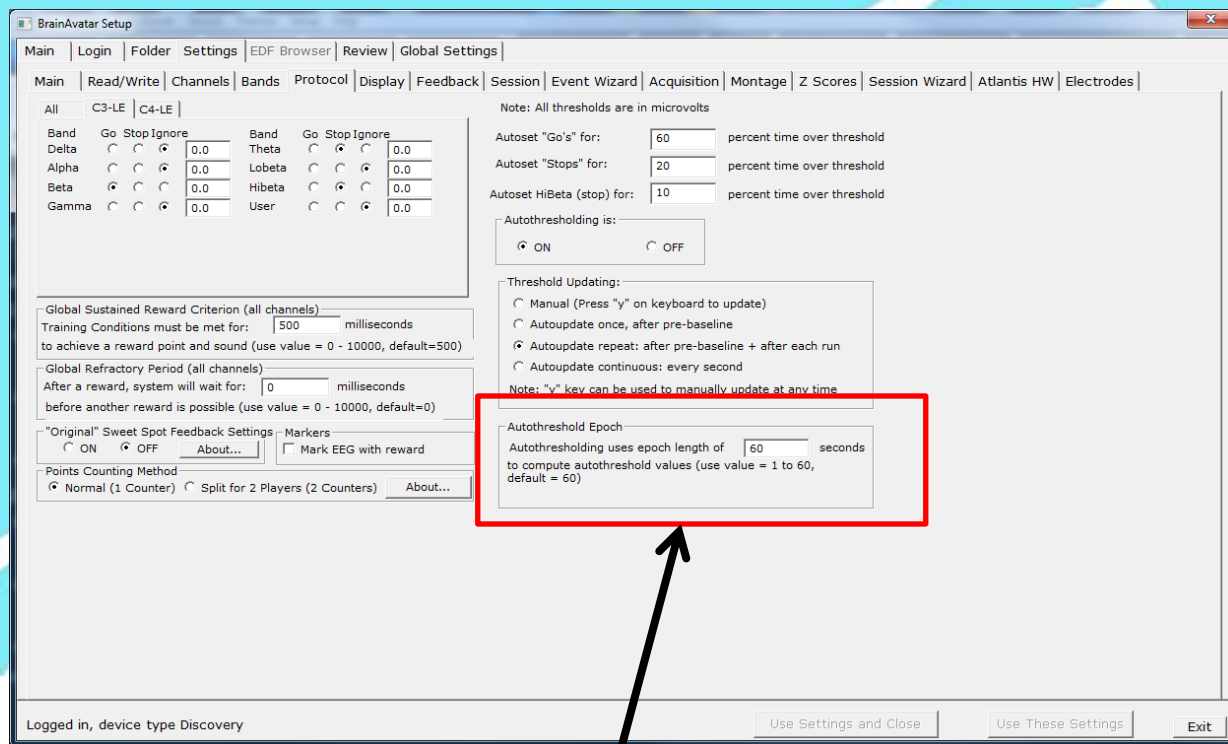 BrainAvatar Setup
Main Login Folder Settings EDF Browser Review Global Settings
Main Read/Write Channels Bands Protocol Display Feedback Session Event Wizard Acquisition Montage Z Scores Session Wizard Atlantis HW Electrodes
All C3-LE C4-LE
Band Go Stop Ignore Band Go Stop Ignore
Delta 0.0 Theta 0.0
Alpha 0.0 Lobeta 0.0
Beta 0.0 Hibeta 0.0
Gamma 0.0 User 0.0
Global Sustained Reward Criterion (all channels)
Training Conditions must be met for: 500 milliseconds
to achieve a reward point and sound (use value = 0 - 10000, default=500)
Global Refractory Period (all channels)
After a reward, system will wait for: 0 milliseconds
before another reward is possible (use value = 0 - 10000, default=0)
"Original" Sweet Spot Feedback Settings Markers
ON OFF About... Mark EEG with reward
Points Counting Method
Normal (1 Counter) Split for 2 Players (2 Counters) About...
Note: All thresholds are in microvolts
Autoset "Go's" for: 60 percent time over threshold
Autoset "Stops" for: 20 percent time over threshold
Autoset HiBeta (stop) for: 10 percent time over threshold
Autothresholding is:
ON OFF
Threshold Updating:
Manual (Press "y" on keyboard to update)
Autoupdate once, after pre-baseline
Autoupdate repeat: after pre-baseline + after each run
Autoupdate continuous: every second
Note: "y" key can be used to manually update at any time
Autothreshold Epoch
Autothresholding uses epoch length of 60 seconds
to compute autothreshold values (use value = 1 to 60,
default = 60)
Logged in, device type Discovery Use Settings and Close Use These Settings Exit